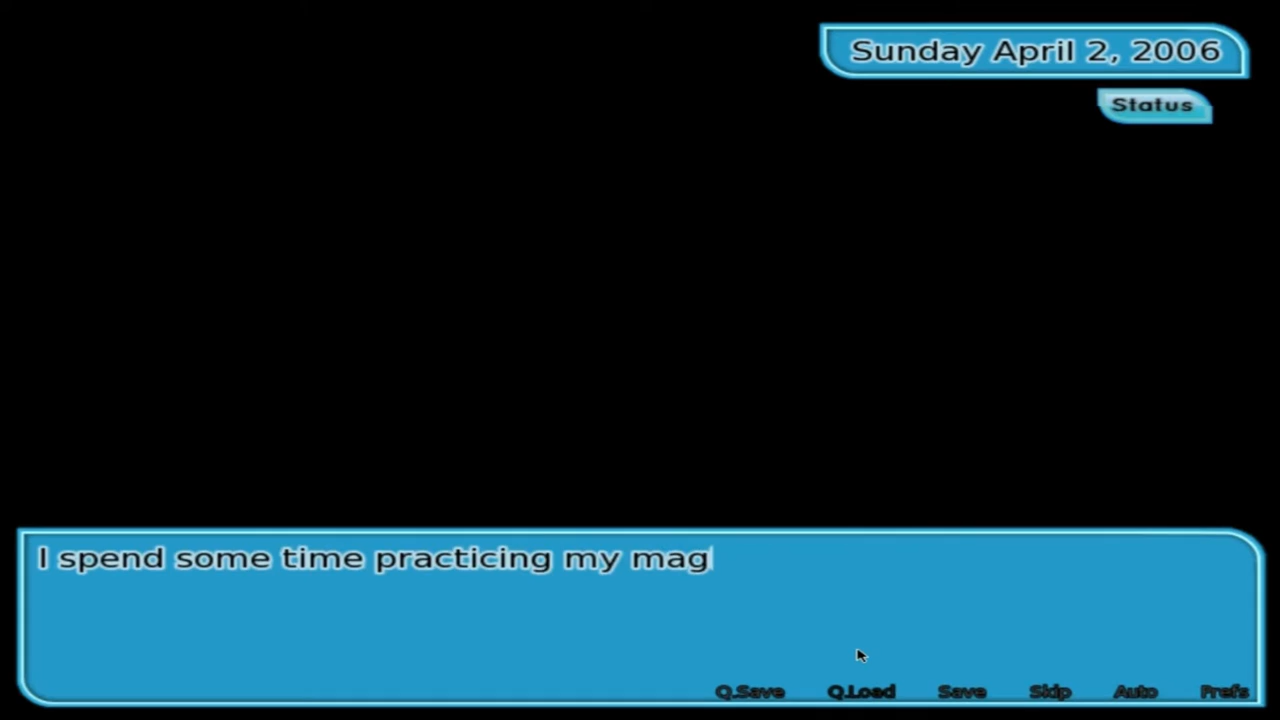 Sunday April 2, 2006
Status
I spend some time practicing my mag
Q.Save Q.Load Save Skip Auto Prefs